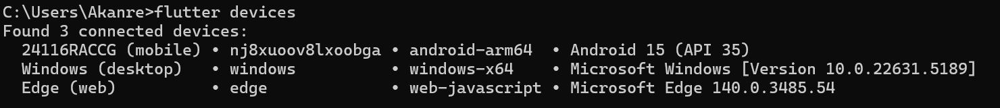 C:\Users\Akanre>flutter devices
Found 3 connected devices:
  24116RACCG (mobile) • nj8xuoov8lxoobga • android-arm64  • Android 15 (API 35)
  Windows (desktop)   • windows          • windows-x64    • Microsoft Windows [Version 10.0.22631.5189]
  Edge (web)          • edge             • web-javascript • Microsoft Edge 140.0.3485.54